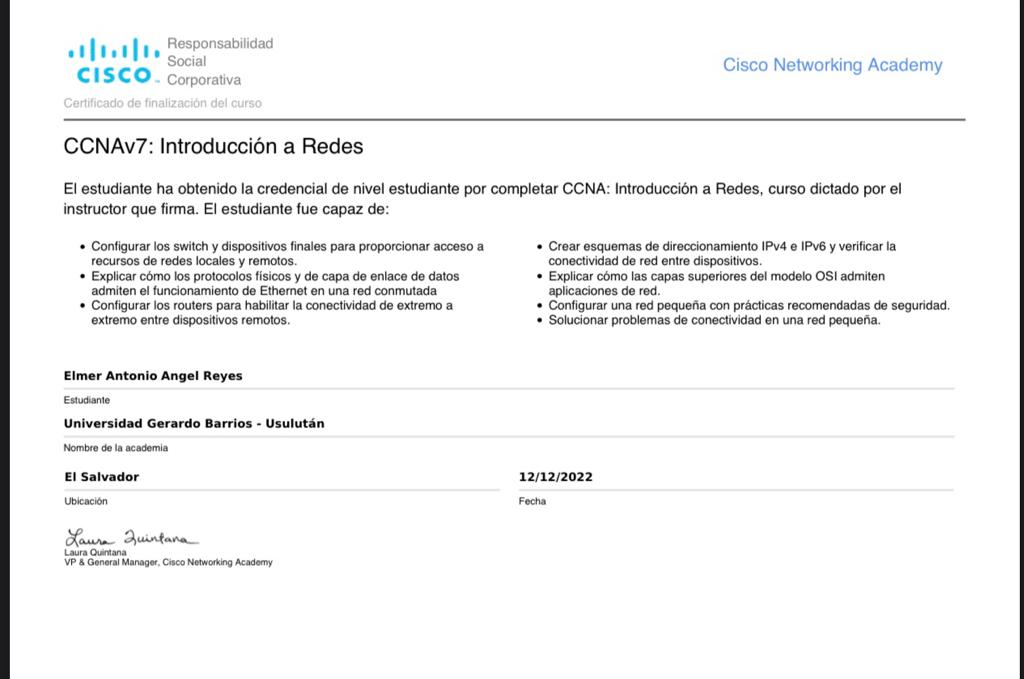 CISCO
Responsabilidad
Social
Corporativa
Cisco Networking Academy
Certificado de finalización del curso
CCNAv7: Introducción a Redes
El estudiante ha obtenido la credencial de nivel estudiante por completar CCNA: Introducción a Redes, curso dictado por el
instructor que firma. El estudiante fue capaz de:
• Configurar los switch y dispositivos finales para proporcionar acceso a
recursos de redes locales y remotos.
• Explicar cómo los protocolos físicos y de capa de enlace de datos
admiten el funcionamiento de Ethernet en una red conmutada
• Configurar los routers para habilitar la conectividad de extremo a
extremo entre dispositivos remotos.
• Crear esquemas de direccionamiento IPv4 e IPv6 y verificar la
conectividad de red entre dispositivos.
• Explicar cómo las capas superiores del modelo OSI admiten
aplicaciones de red.
• Configurar una red pequeña con prácticas recomendadas de seguridad.
• Solucionar problemas de conectividad en una red pequeña.
Elmer Antonio Angel Reyes
Estudiante
Universidad Gerardo Barrios - Usulután
Nombre de la academia
El Salvador
Ubicación
12/12/2022
Fecha
Laura Quintana
Laura Quintana
VP & General Manager, Cisco Networking Academy